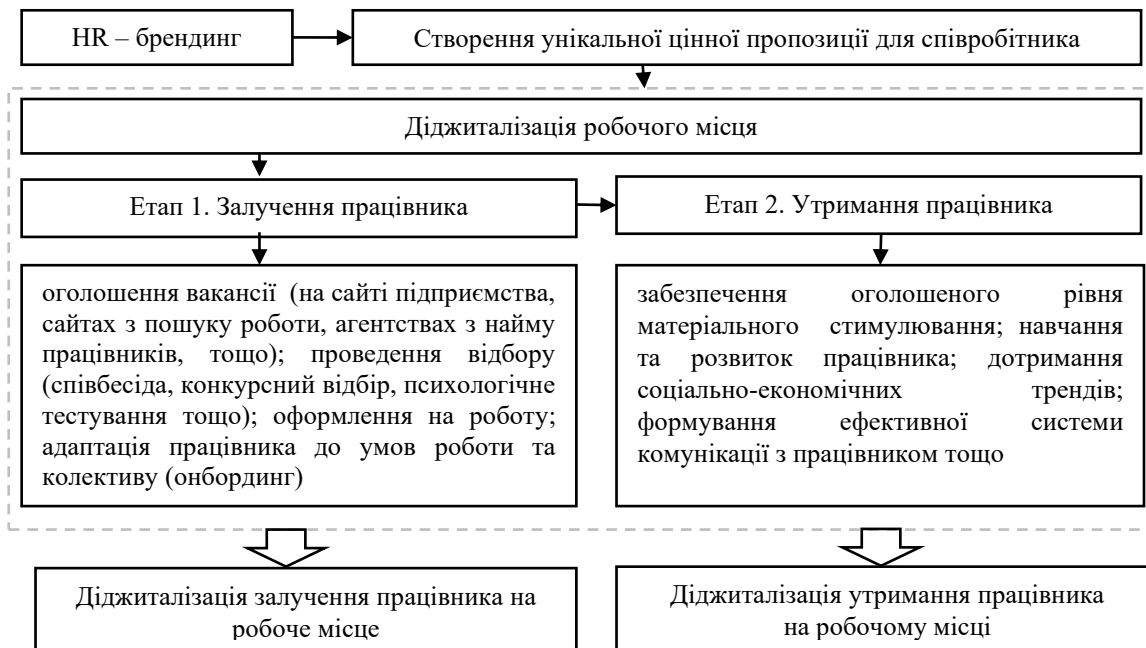 HR – брендинг
Створення унікальної цінної пропозиції для співробітника
Діджиталізація робочого місця
Етап 1. Залучення працівника
Етап 2. Утримання працівника
оголошення вакансії (на сайті підприємства,
сайтах з пошуку роботи, агентствах з найму
працівників, тощо); проведення відбору
(співбесіда, конкурсний відбір, психологічне
тестування тощо); оформлення на роботу;
адаптація працівника до умов роботи та
колективу (онбординг)
забезпечення оголошеного рівня
матеріального стимулювання; навчання
та розвиток працівника; дотримання
соціально-економічних трендів;
формування ефективної системи
комунікації з працівником тощо
Діджиталізація залучення працівника на
робоче місце
Діджиталізація утримання працівника
на робочому місці